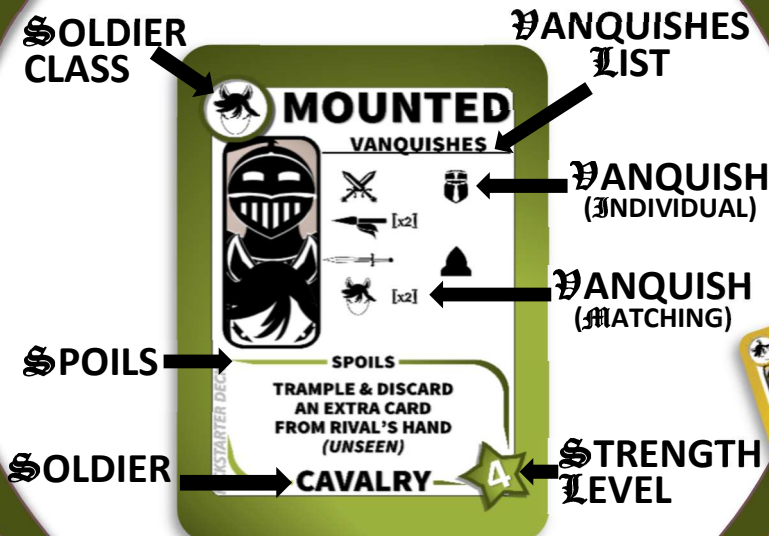 SOLDIER
CLASS
VANQUISHES
LIST
MOUNTED
VANQUISHES
[x2]
[x2]
VANQUISH
(INDIVIDUAL)
VANQUISH
(MATCHING)
SPOILS
SPOILS
TRAMPLE & DISCARD
AN EXTRA CARD
FROM RIVAL'S HAND
(UNSEEN)
SOLDIER
CAVALRY
4
STRENGTH
LEVEL